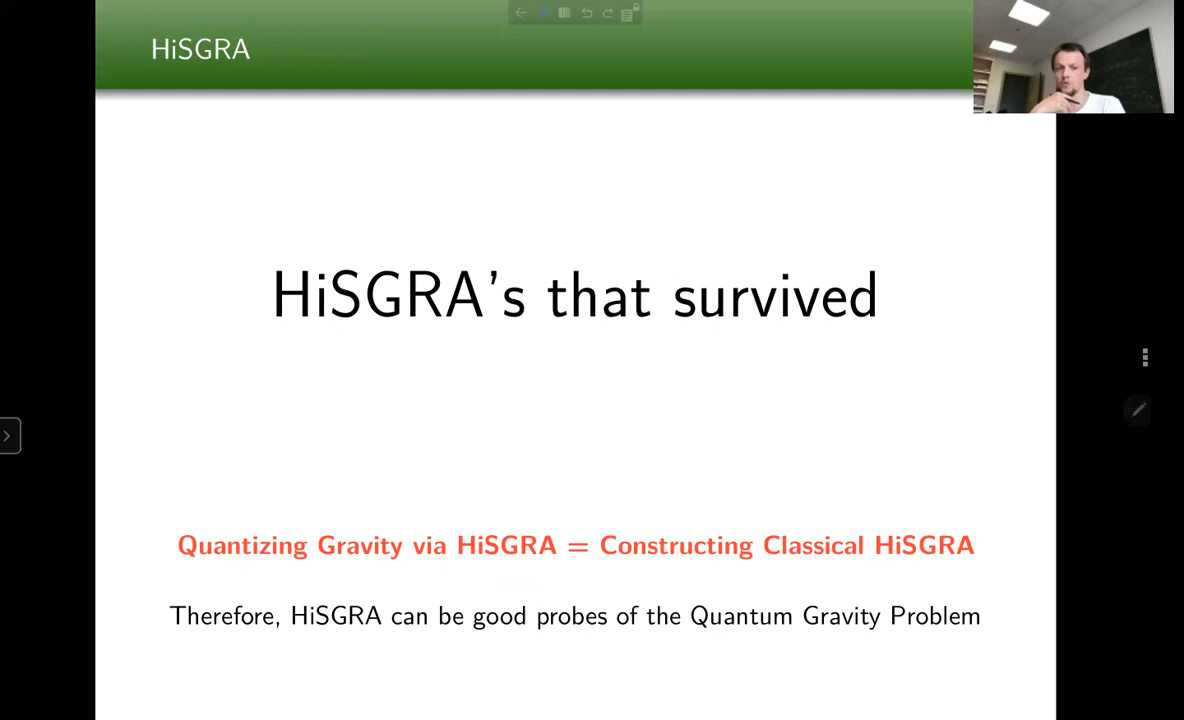 HiSGRA
HiSGRA's that survived
Quantizing Gravity via HiSGRA = Constructing Classical HiSGRA
Therefore, HiSGRA can be good probes of the Quantum Gravity Problem